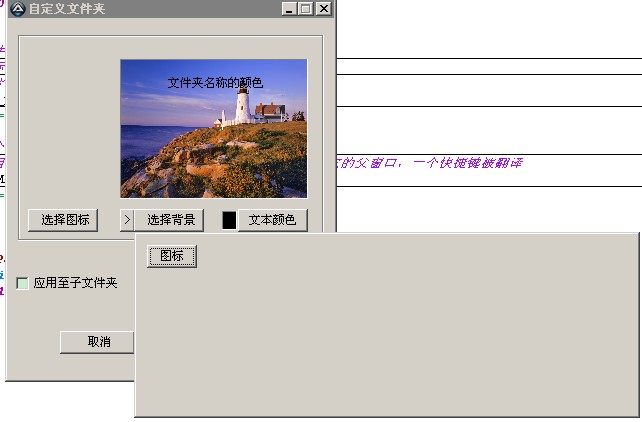 自定义文件夹
文件夹名称的颜色
的父窗口，一个快捷键被翻译
选择图标
> 选择背景
文本颜色
图标
应用至子文件夹
取消